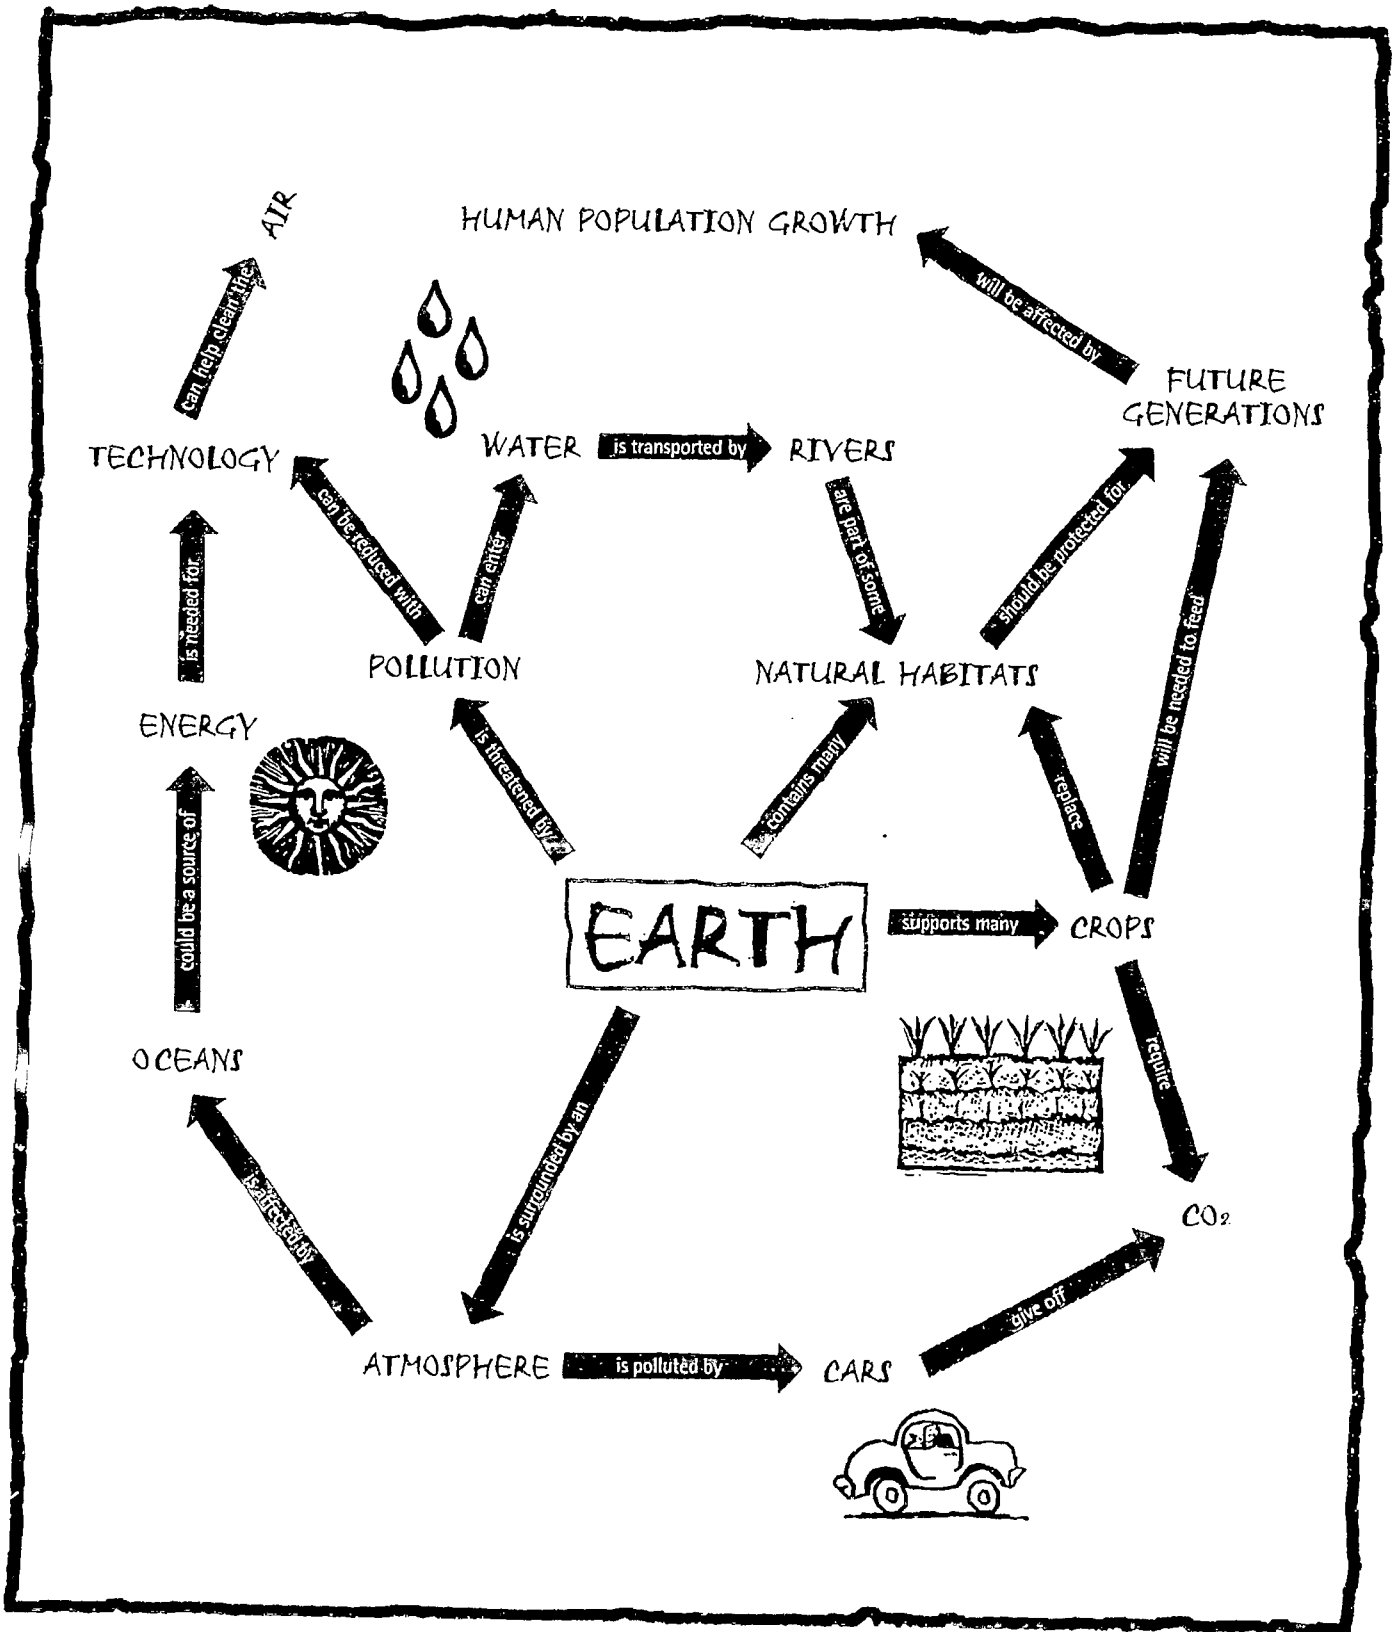 AIR
HUMAN POPULATION GROWTH
can help clean the
will be affected by
FUTURE
GENERATIONS
TECHNOLOGY
WATER
is transported by
RIVERS
can be reduced with
can enter
are part of some
should be protected for
is needed for
will be needed to feed
POLLUTION
NATURAL HABITATS
ENERGY
is threatened by
contains many
replace
could be a source of
EARTH
supports many
CROPS
OCEANS
is surrounded by an
require
is affected by
CO₂
give off
ATMOSPHERE
is polluted by
CARS